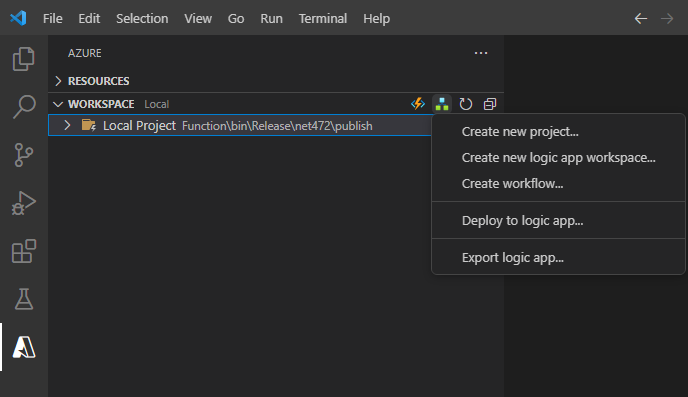 File Edit Selection View Go Run Terminal Help
AZURE
RESOURCES
WORKSPACE Local
Local Project Function\bin\Release\net472\publish
Create new project...
Create new logic app workspace...
Create workflow...
Deploy to logic app...
Export logic app...